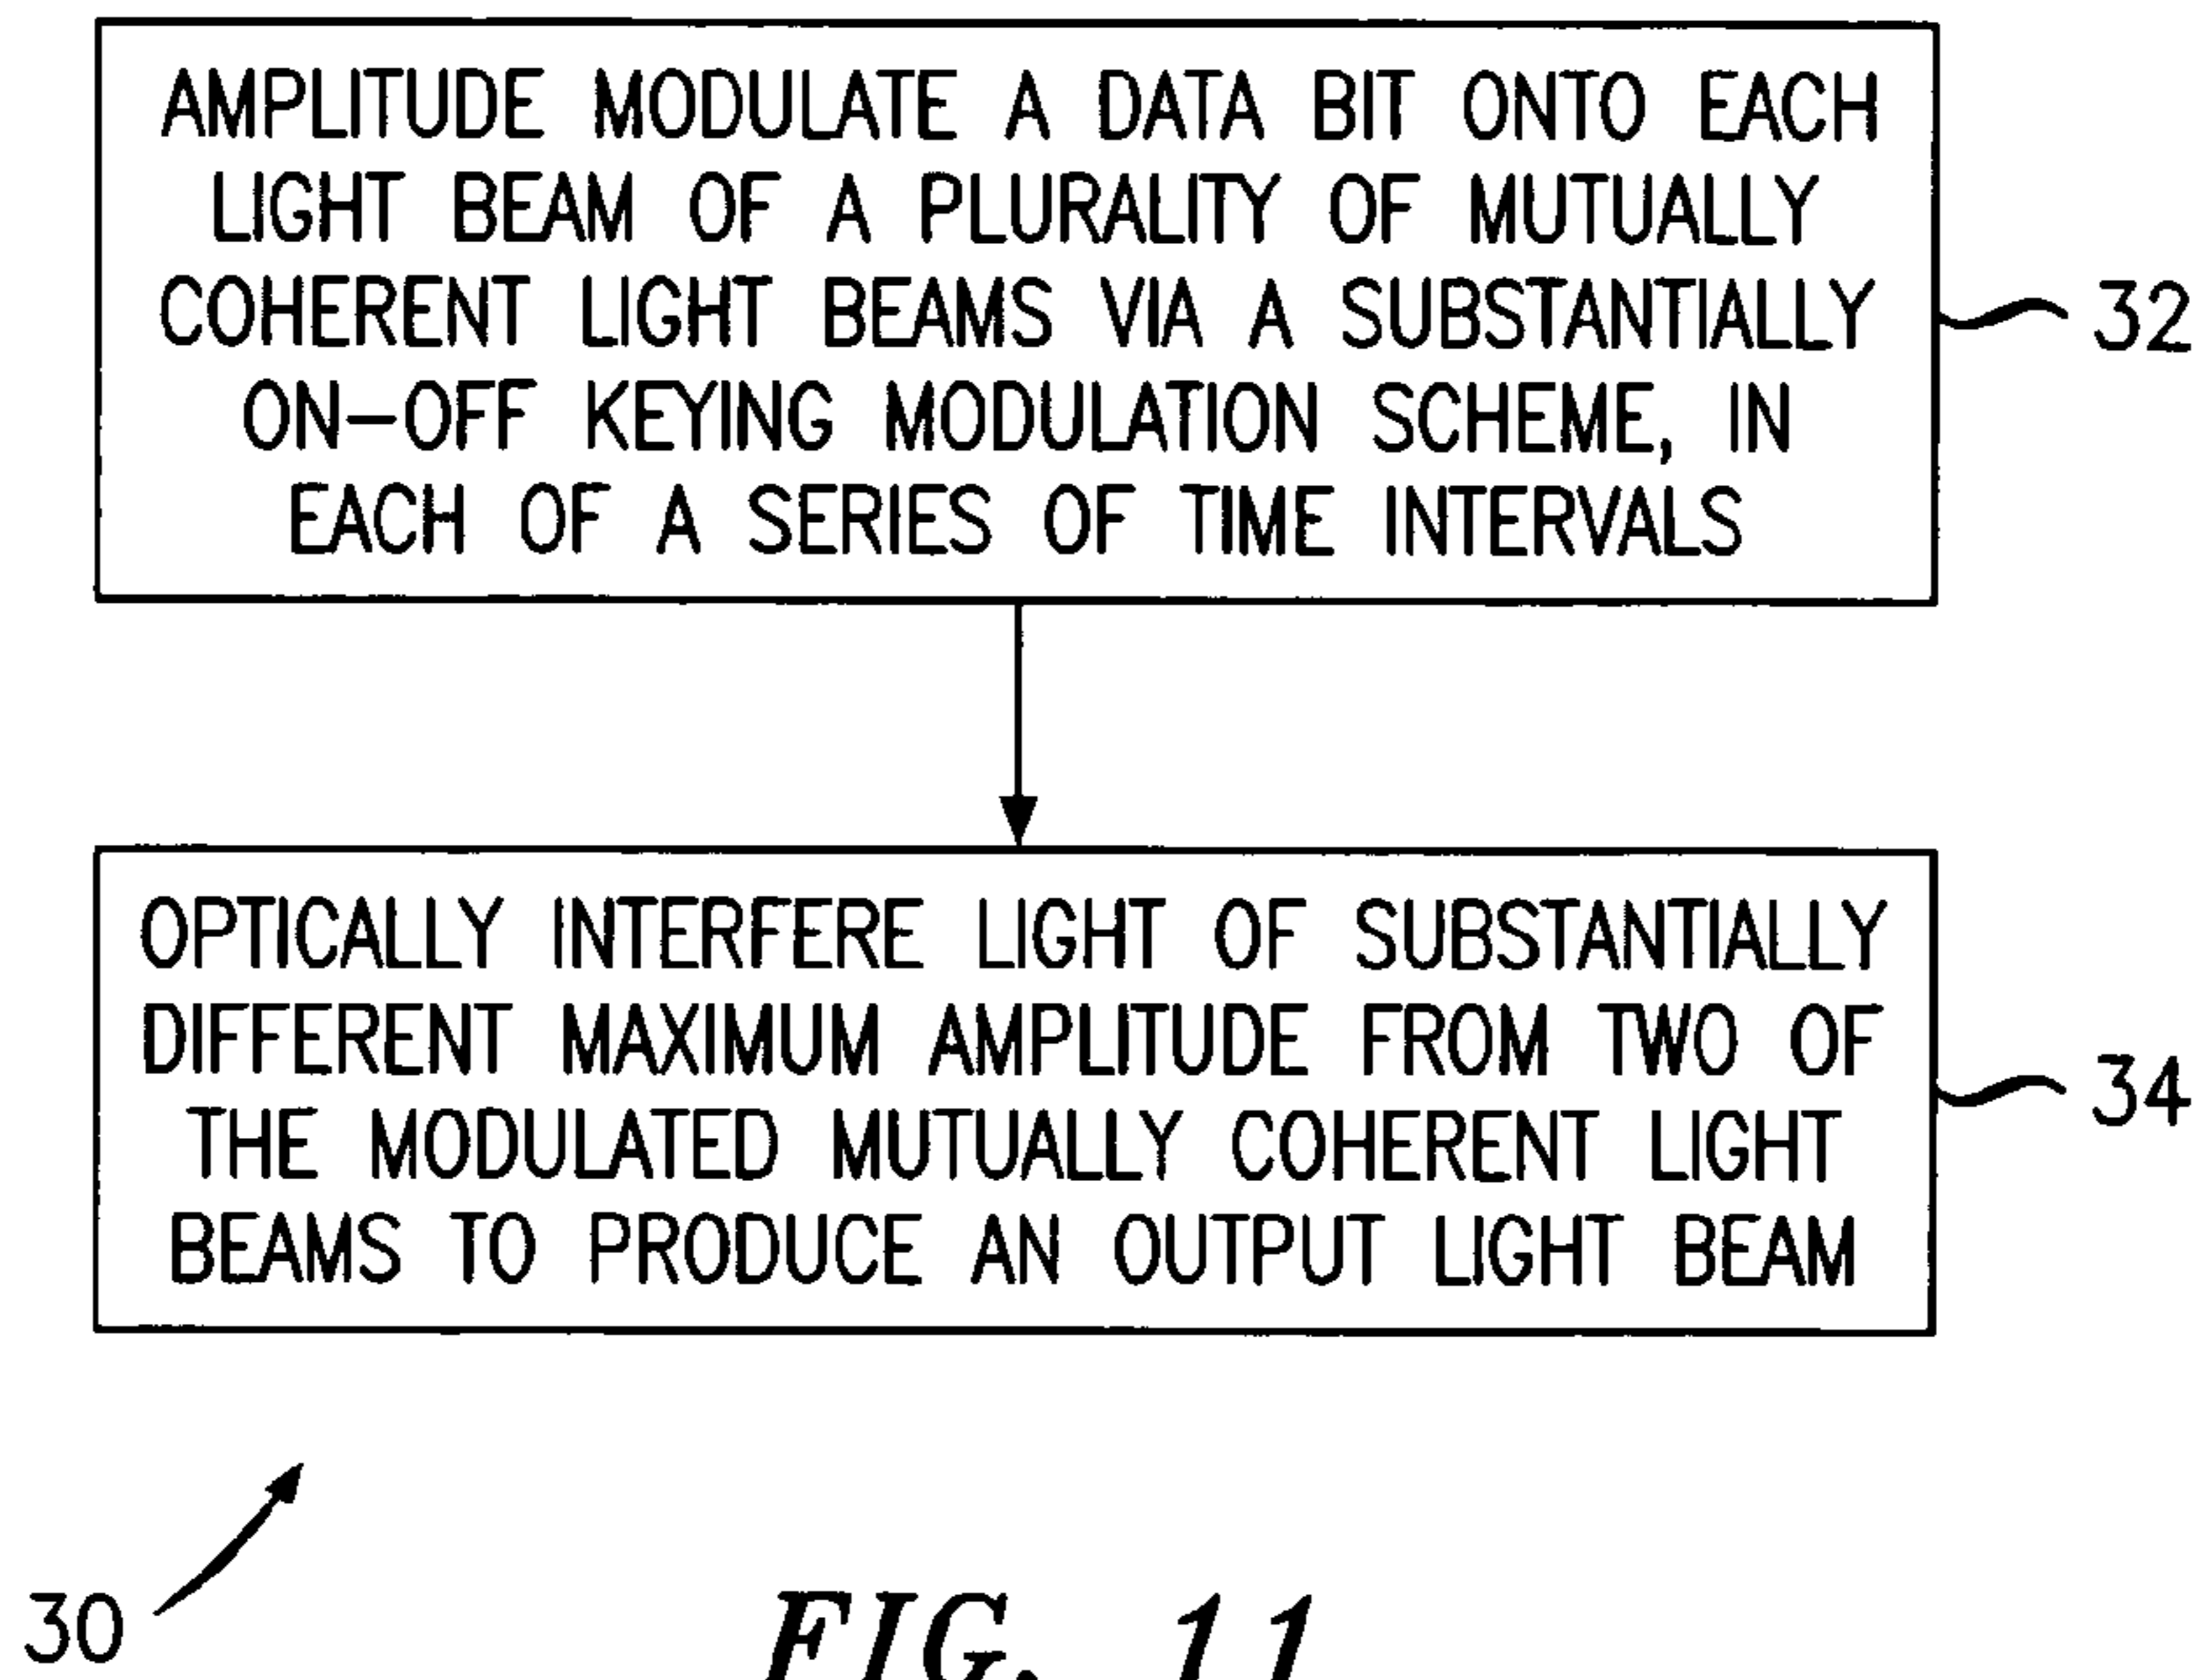 AMPLITUDE MODULATE A DATA BIT ONTO EACH
LIGHT BEAM OF A PLURALITY OF MUTUALLY
COHERENT LIGHT BEAMS VIA A SUBSTANTIALLY
ON-OFF KEYING MODULATION SCHEME, IN
EACH OF A SERIES OF TIME INTERVALS
32
OPTICALLY INTERFERE LIGHT OF SUBSTANTIALLY
DIFFERENT MAXIMUM AMPLITUDE FROM TWO OF
THE MODULATED MUTUALLY COHERENT LIGHT
BEAMS TO PRODUCE AN OUTPUT LIGHT BEAM
34
30
FIG. 11